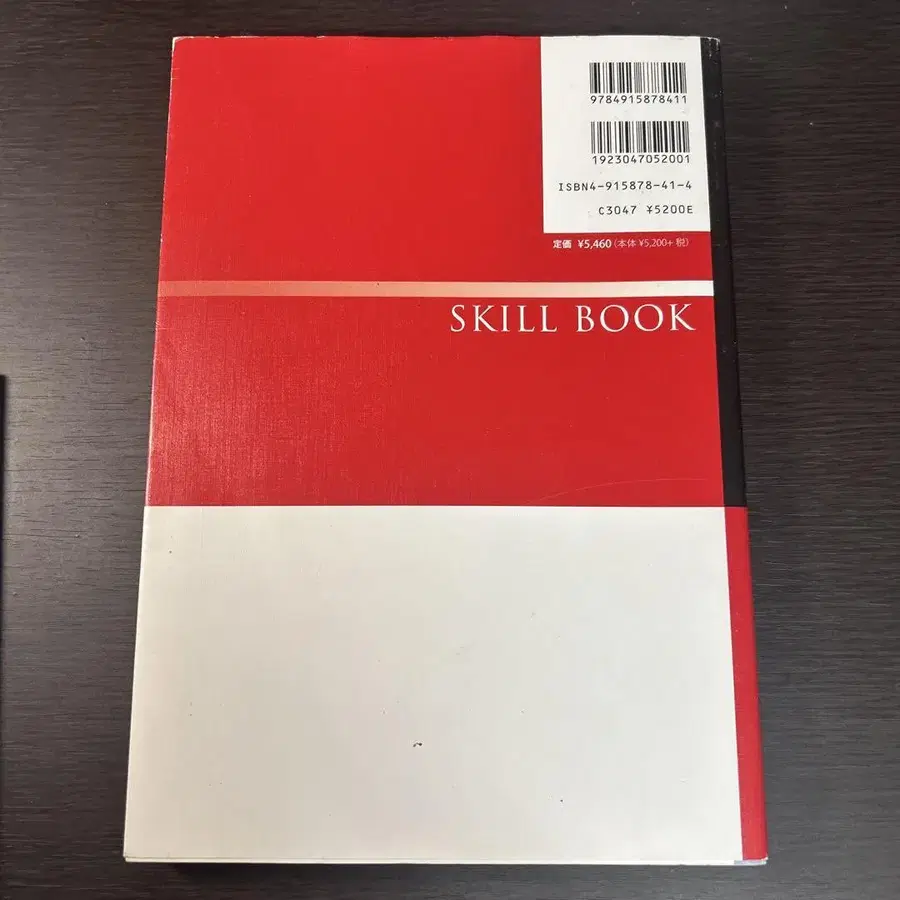 9784915878411
1923047052001
ISBN4-915878-41-4
C3047 ¥5200E
定価 ¥5,460（本体 ¥5,200+ 税）
SKILL BOOK